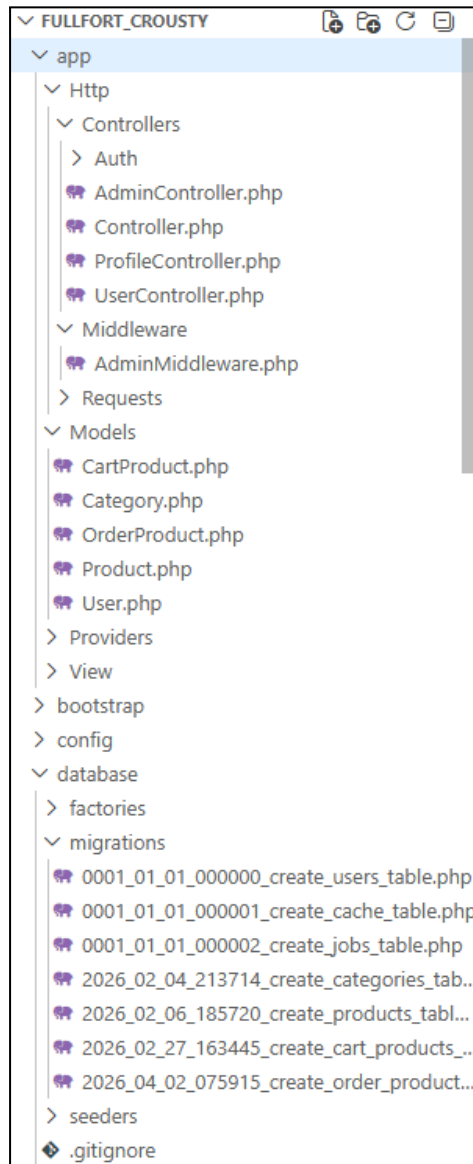 FULLFORT_CROUSTY
app
Http
Controllers
Auth
AdminController.php
Controller.php
ProfileController.php
UserController.php
Middleware
AdminMiddleware.php
Requests
Models
CartProduct.php
Category.php
OrderProduct.php
Product.php
User.php
Providers
View
bootstrap
config
database
factories
migrations
0001_01_01_000000_create_users_table.php
0001_01_01_000001_create_cache_table.php
0001_01_01_000002_create_jobs_table.php
2026_02_04_213714_create_categories_tab...
2026_02_06_185720_create_products_tabl...
2026_02_27_163445_create_cart_products_...
2026_04_02_075915_create_order_product...
seeders
.gitignore